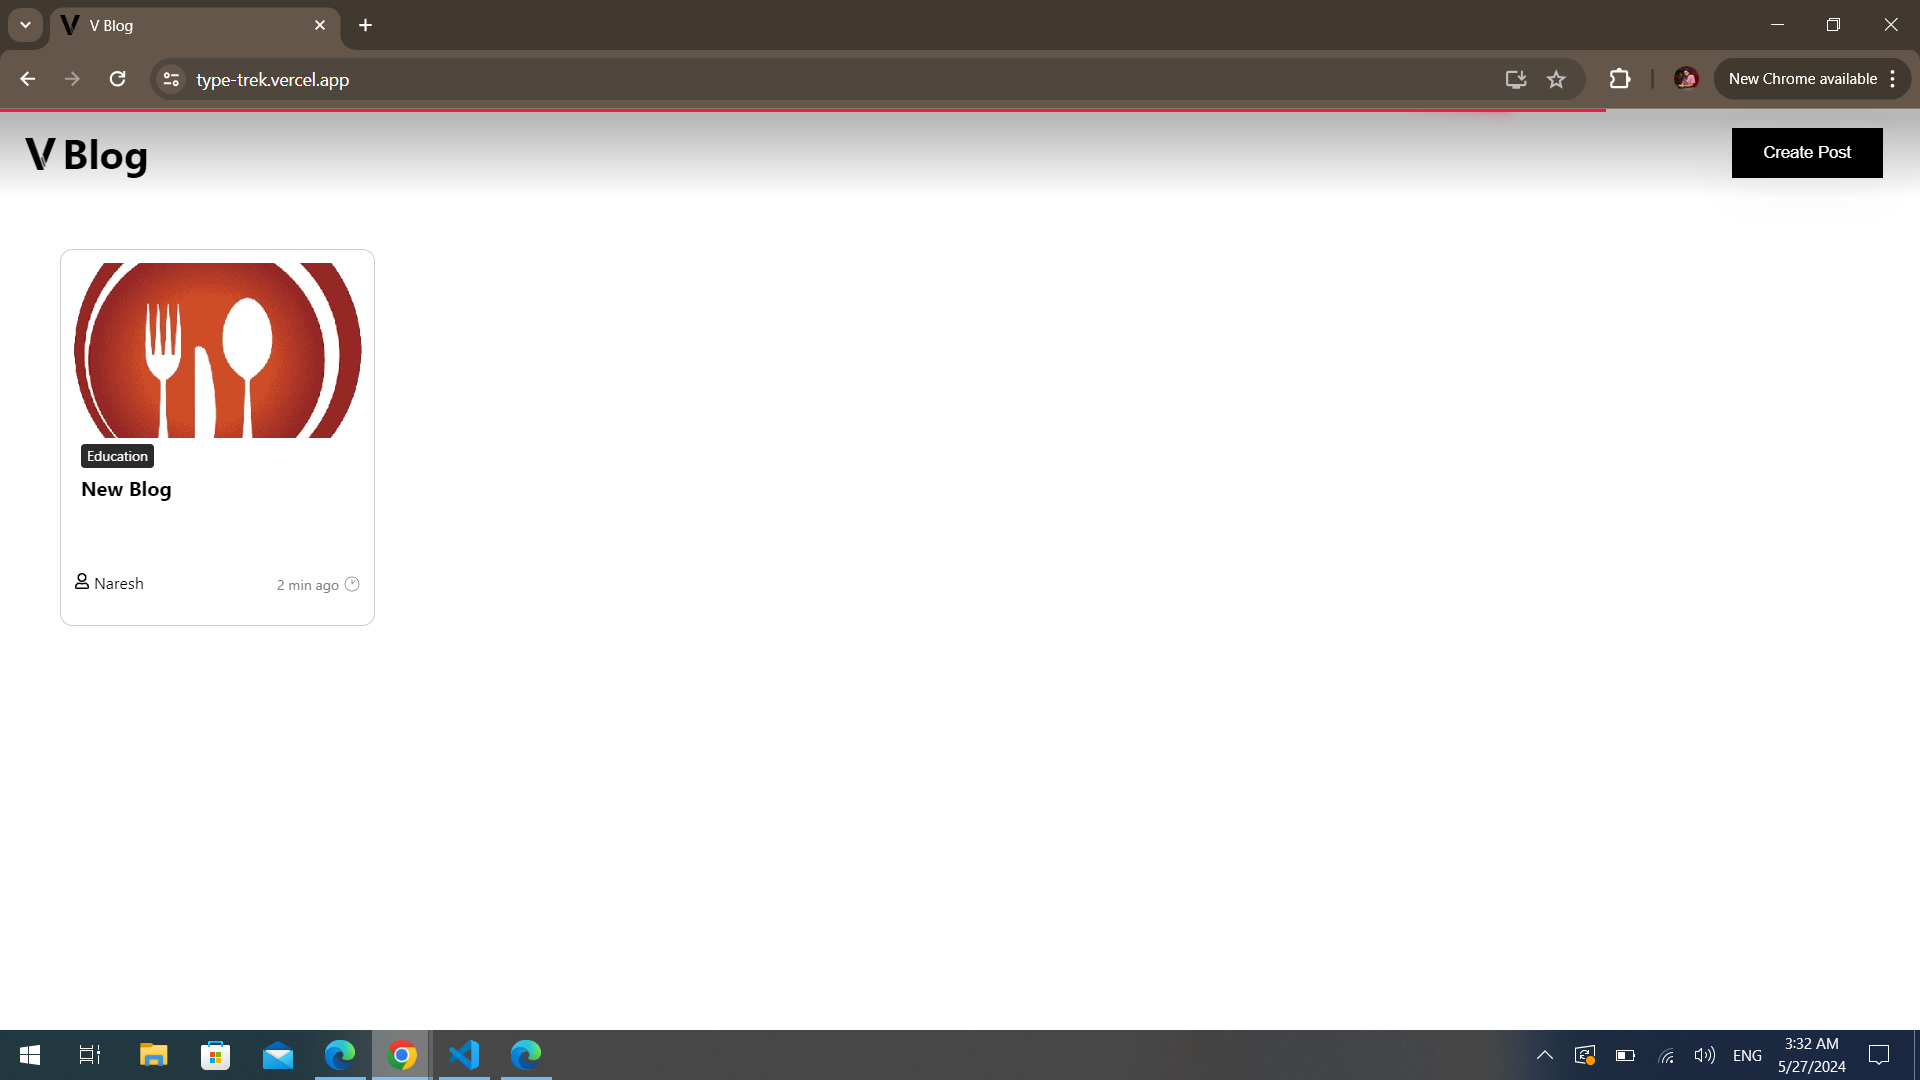 V Blog
type-trek.vercel.app
New Chrome available
V Blog
Create Post
Education
New Blog
Naresh
2 min ago
ENG
3:32 AM
5/27/2024